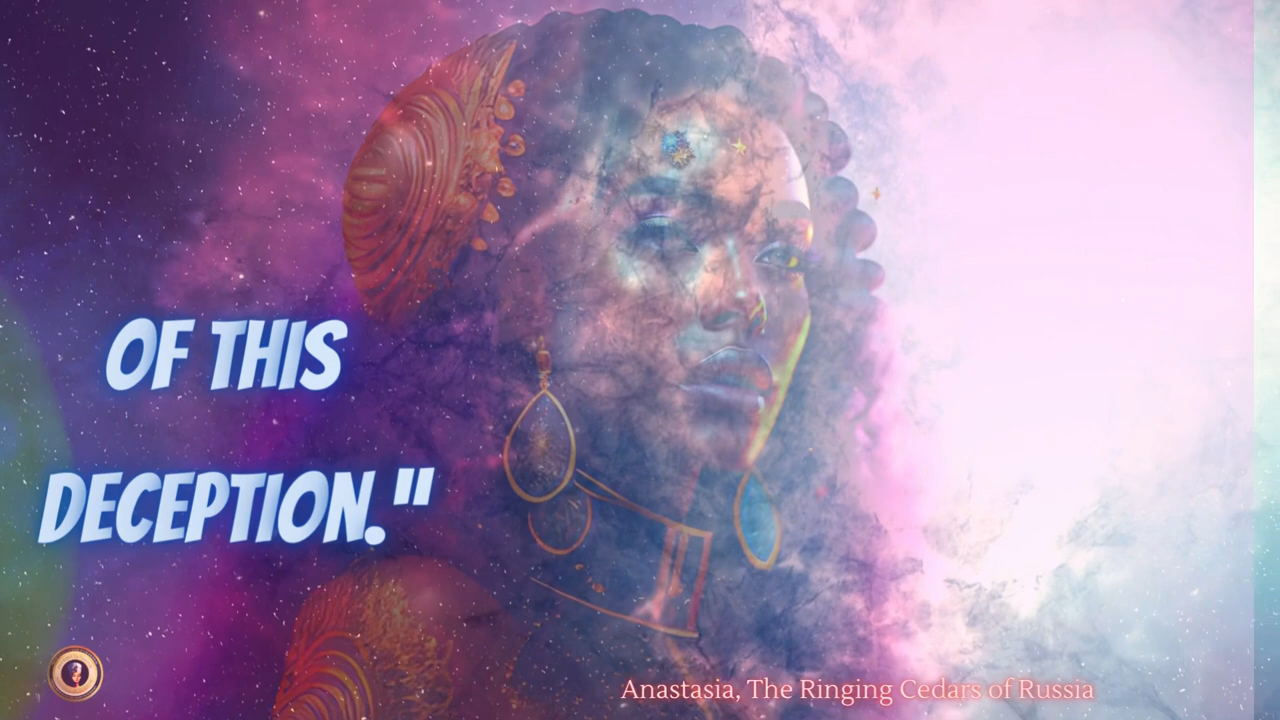 OF THIS
DECEPTION."
Anastasia, The Ringing Cedars of Russia